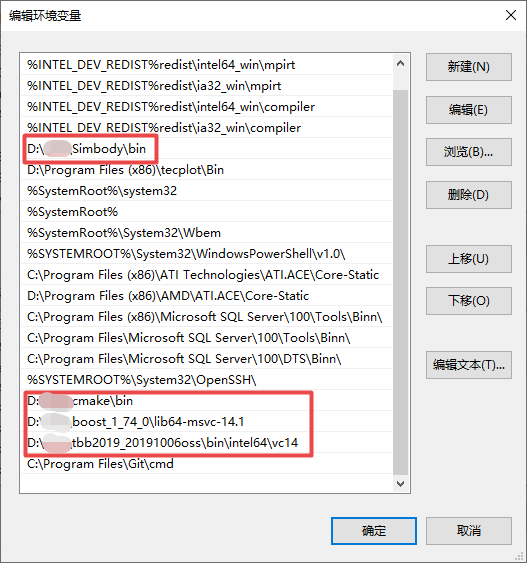 编辑环境变量
%INTEL_DEV_REDIST%redist\intel64_win\mpirt
%INTEL_DEV_REDIST%redist\ia32_win\mpirt
%INTEL_DEV_REDIST%redist\intel64_win\compiler
%INTEL_DEV_REDIST%redist\ia32_win\compiler
D:\ Simbody\bin
D:\Program Files (x86)\tecplot\Bin
%SystemRoot%\system32
%SystemRoot%
%SystemRoot%\System32\Wbem
%SYSTEMROOT%\System32\WindowsPowerShell\v1.0\
C:\Program Files (x86)\ATI Technologies\ATI.ACE\Core-Static
D:\Program Files (x86)\AMD\ATI.ACE\Core-Static
C:\Program Files (x86)\Microsoft SQL Server\100\Tools\Binn\
C:\Program Files\Microsoft SQL Server\100\Tools\Binn\
C:\Program Files\Microsoft SQL Server\100\DTS\Binn\
%SYSTEMROOT%\System32\OpenSSH\
D: cmake\bin
D:\ boost_1_74_0\lib64-msvc-14.1
D:\ tbb2019_20191006oss\bin\intel64\vc14
C:\Program Files\Git\cmd
新建(N)
编辑(E)
浏览(B)...
删除(D)
上移(U)
下移(O)
编辑文本(T)...
确定
取消